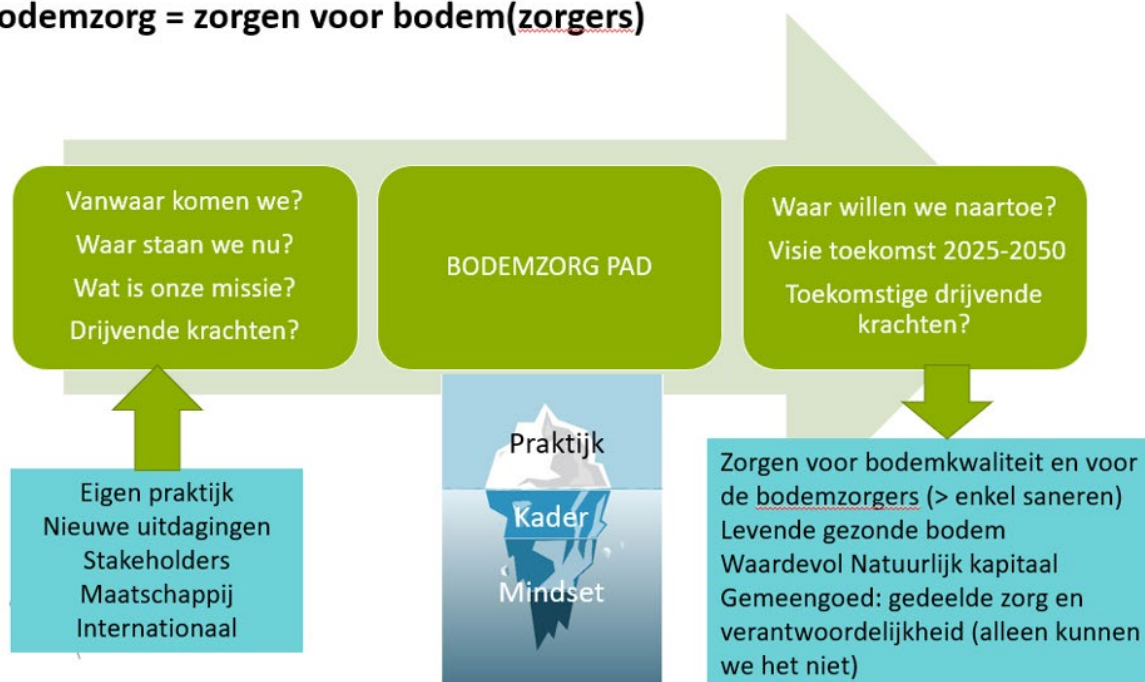 odemzorg = zorgen voor bodem(zorgers)
Vanwaar komen we?
Waar staan we nu?
Wat is onze missie?
Drijvende krachten?
BODEMZORG PAD
Waar willen we naartoe?
Visie toekomst 2025-2050
Toekomstige drijvende
krachten?
Eigen praktijk
Nieuwe uitdagingen
Stakeholders
Maatschappij
Internationaal
Praktijk
Kader
Mindset
Zorgen voor bodemkwaliteit en voor
de bodemzorgers (> enkel saneren)
Levende gezonde bodem
Waardevol Natuurlijk kapitaal
Gemeengoed: gedeelde zorg en
verantwoordelijkheid (alleen kunnen
we het niet)